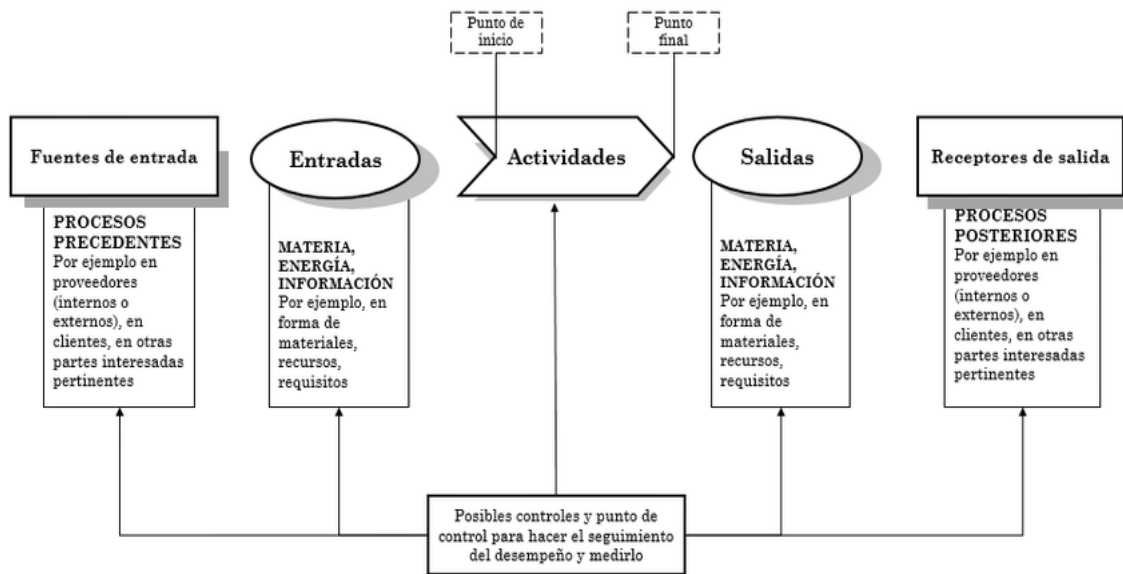 Punto de
inicio
Punto
final
Fuentes de entrada
Entradas
Actividades
Salidas
Receptores de salida
PROCESOS
PRECEDENTES
Por ejemplo en
proveedores
(internos o
externos), en
clientes, en otras
partes interesadas
pertinentes
MATERIA,
ENERGÍA,
INFORMACIÓN
Por ejemplo, en
forma de
materiales,
recursos,
requisitos
MATERIA,
ENERGÍA,
INFORMACIÓN
Por ejemplo, en
forma de
materiales,
recursos,
requisitos
PROCESOS
POSTERIORES
Por ejemplo en
proveedores
(internos o
externos), en
clientes, en otras
partes interesadas
pertinentes
Posibles controles y punto de
control para hacer el seguimiento
del desempeño y medirlo